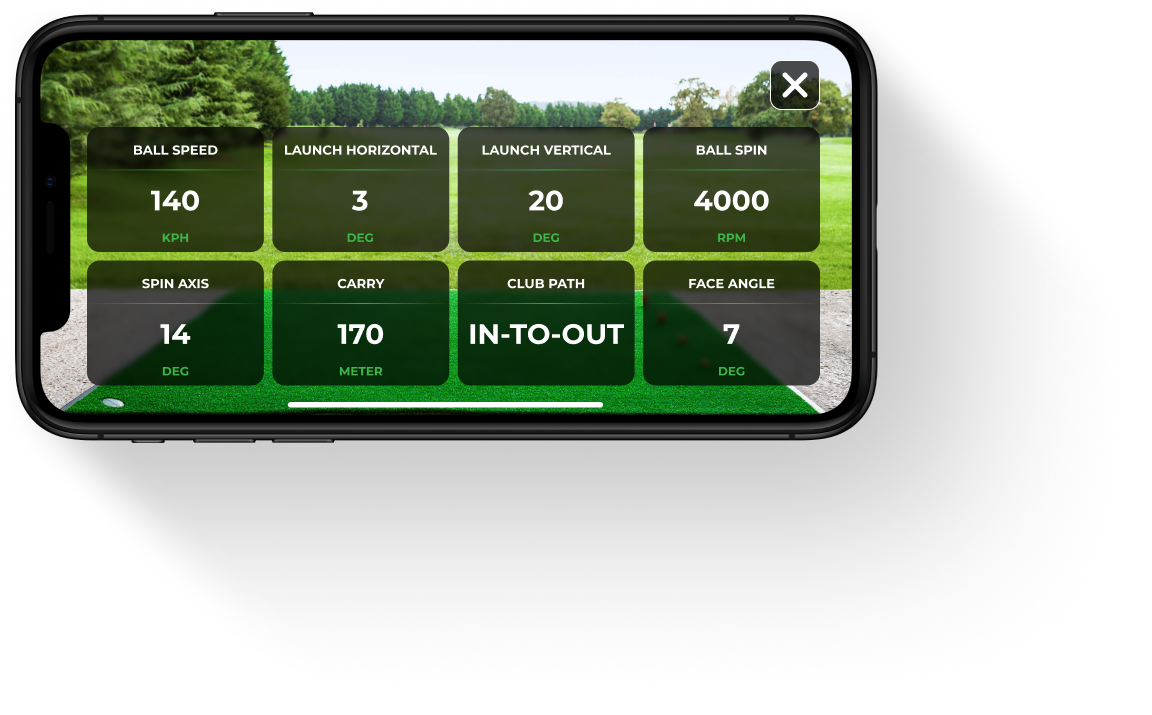 BALL SPEED
140
KPH
LAUNCH HORIZONTAL
3
DEG
LAUNCH VERTICAL
20
DEG
BALL SPIN
4000
RPM
SPIN AXIS
14
DEG
CARRY
170
METER
CLUB PATH
IN-TO-OUT
FACE ANGLE
7
DEG